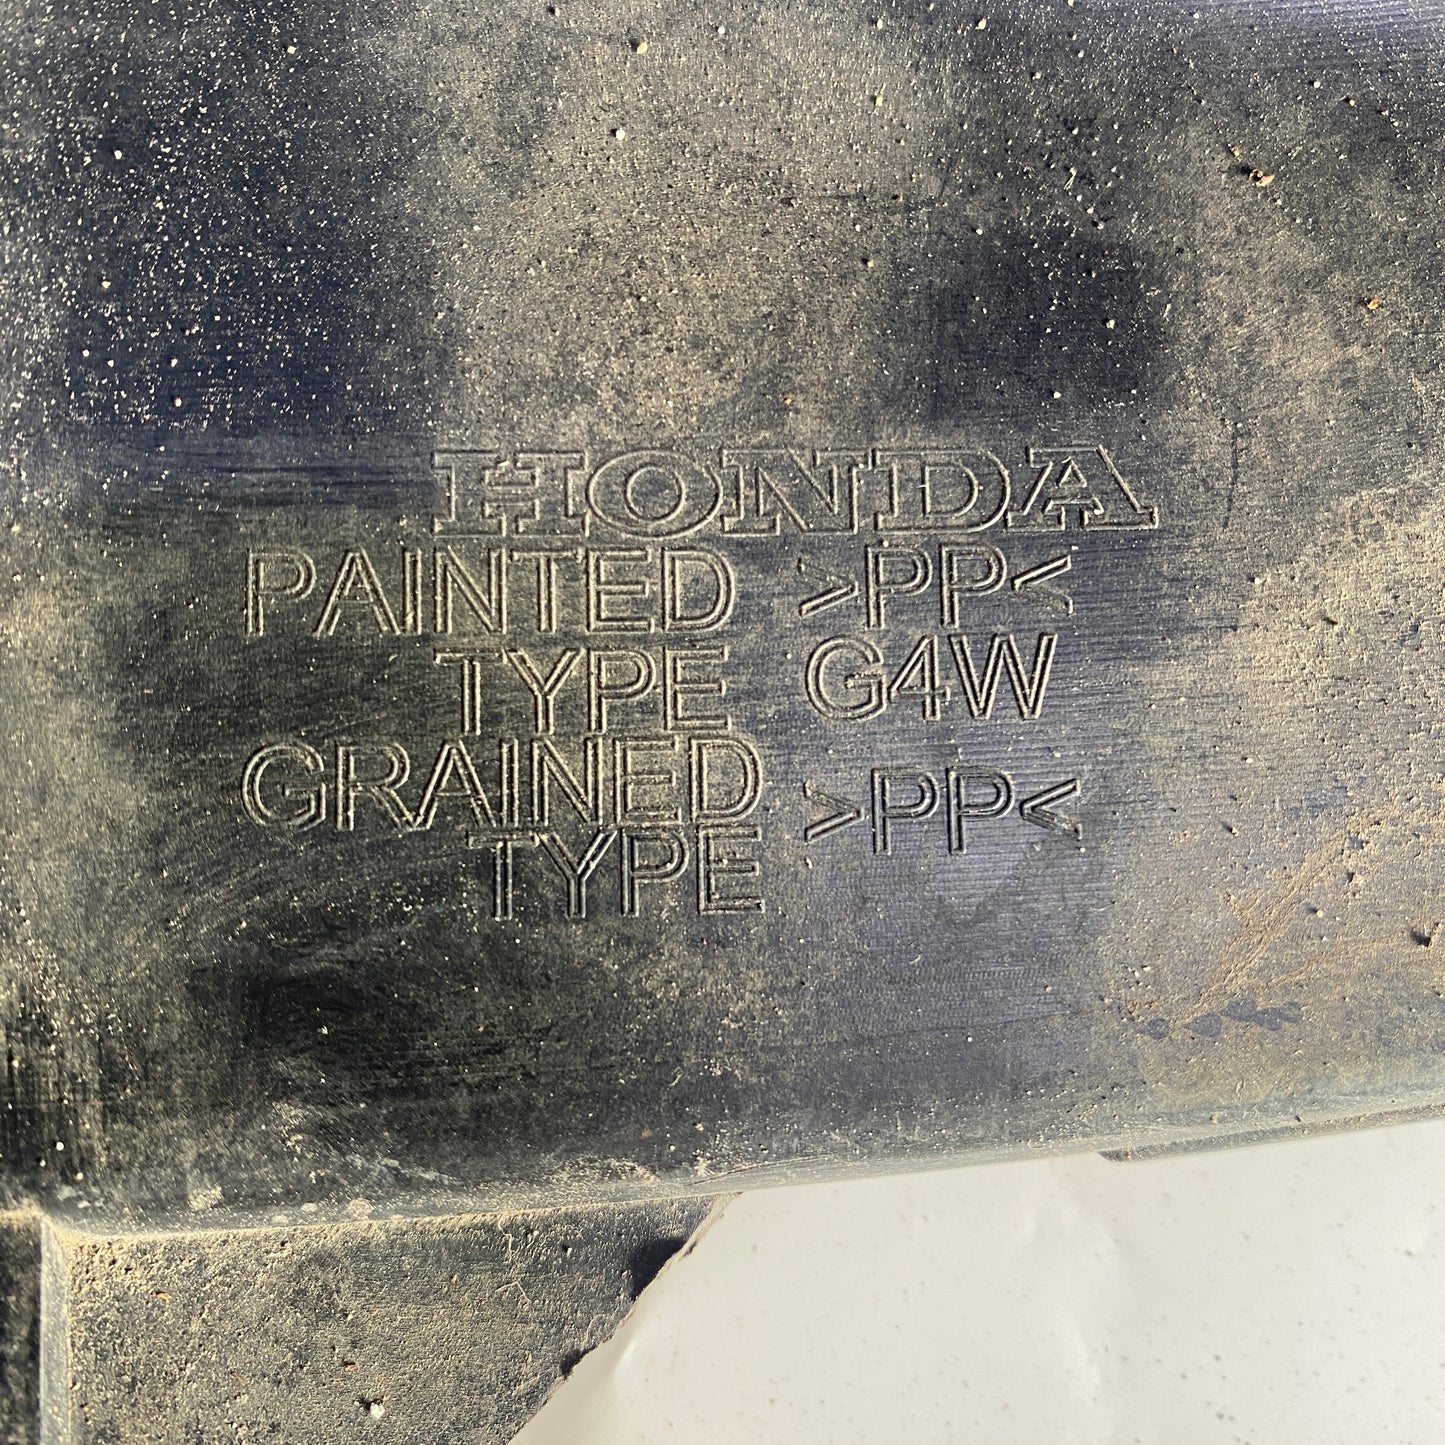 HONDA
PAINTED >PP<
TYPE G4W
GRAINED >PP<
TYPE